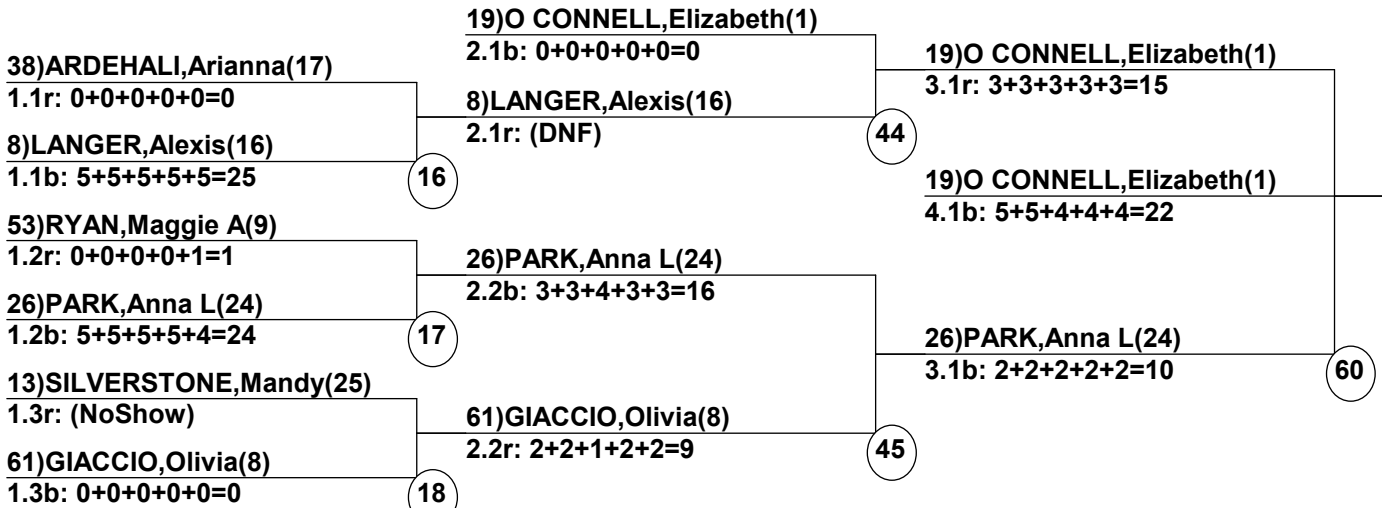 38)ARDEHALI,Arianna(17)
1.1r: 0+0+0+0+0=0
8)LANGER,Alexis(16)
1.1b: 5+5+5+5+5=25
16
53)RYAN,Maggie A(9)
1.2r: 0+0+0+0+1=1
26)PARK,Anna L(24)
1.2b: 5+5+5+5+4=24
17
13)SILVERSTONE,Mandy(25)
1.3r: (NoShow)
61)GIACCIO,Olivia(8)
1.3b: 0+0+0+0+0=0
18
19)O CONNELL,Elizabeth(1)
2.1b: 0+0+0+0+0=0
8)LANGER,Alexis(16)
2.1r: (DNF)
44
26)PARK,Anna L(24)
2.2b: 3+3+4+3+3=16
61)GIACCIO,Olivia(8)
2.2r: 2+2+1+2+2=9
45
19)O CONNELL,Elizabeth(1)
3.1r: 3+3+3+3+3=15
19)O CONNELL,Elizabeth(1)
4.1b: 5+5+4+4+4=22
26)PARK,Anna L(24)
3.1b: 2+2+2+2+2=10
60